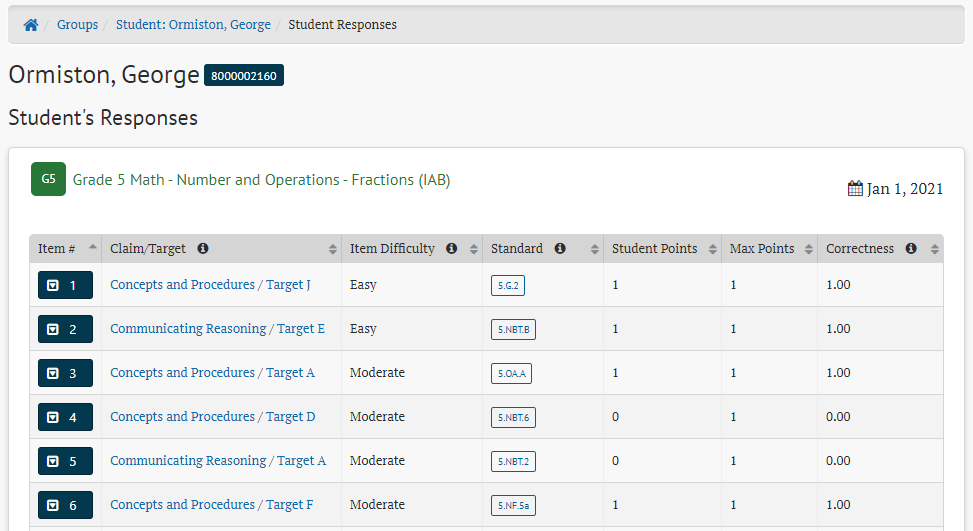 Groups / Student: Ormiston, George / Student Responses
Ormiston, George 8000002160
Student's Responses
G5 Grade 5 Math - Number and Operations - Fractions (IAB)
Jan 1, 2021
Item # Claim/Target Item Difficulty Standard Student Points Max Points Correctness
1 Concepts and Procedures / Target J Easy 5.G.2 1 1 1.00
2 Communicating Reasoning / Target E Easy 5.NBT.B 1 1 1.00
3 Concepts and Procedures / Target A Moderate 5.OA.A 1 1 1.00
4 Concepts and Procedures / Target D Moderate 5.NBT.6 0 1 0.00
5 Communicating Reasoning / Target A Moderate 5.NBT.2 0 1 0.00
6 Concepts and Procedures / Target F Moderate 5.NF.5a 1 1 1.00